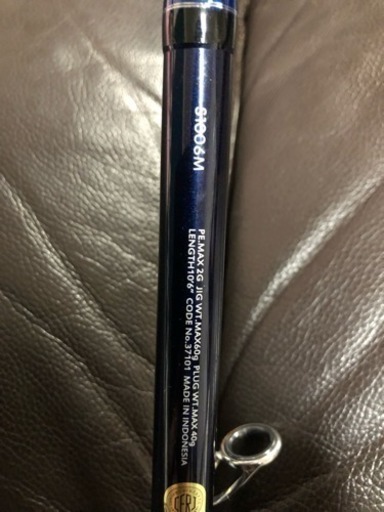 S1006M
PE.MAX 2G JIG WT.MAX60g PLUG WT.MAX.40g
LENGTH10'6" CODE No.37101 MADE IN INDONESIA